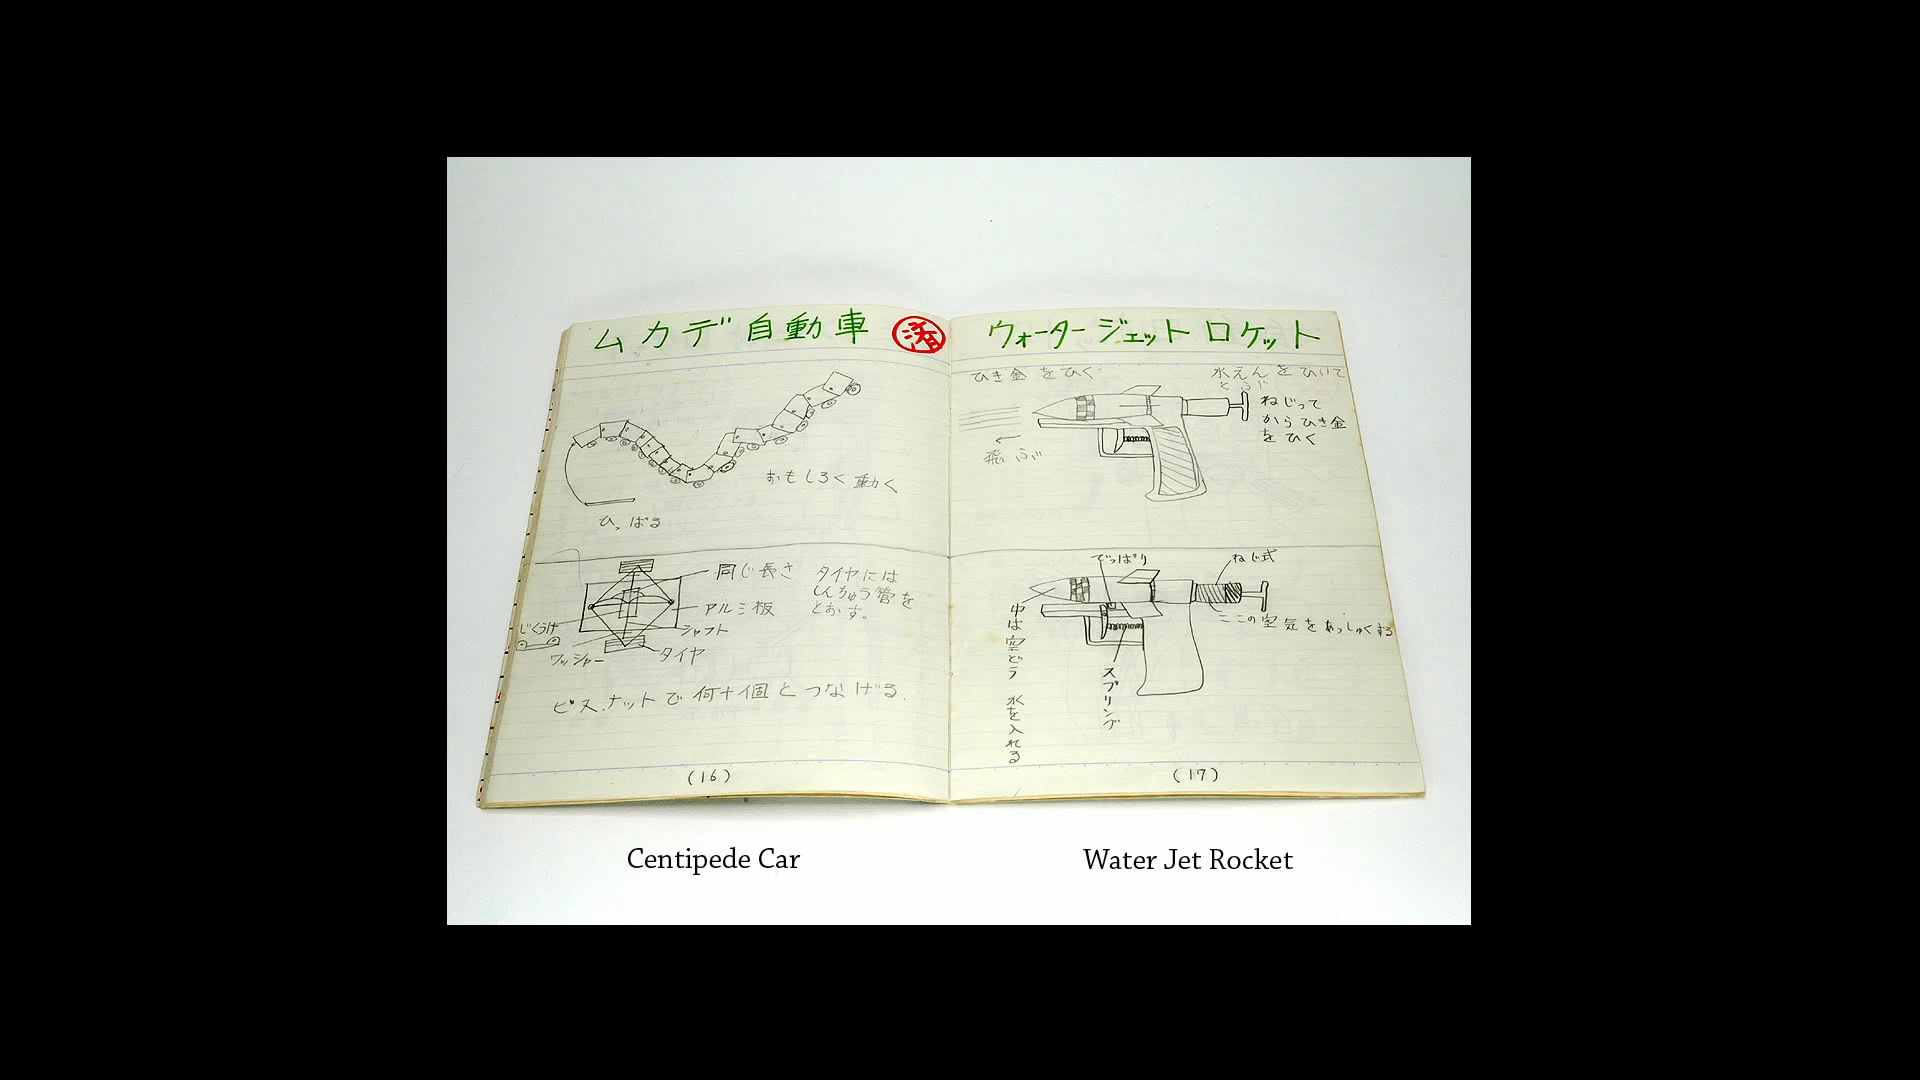 ムカデ自動車 済
おもしろく動く
ひっぱる
同じ長さ
アルミ板
シャフト
タイヤ
じくうけ
ワッシャー
タイヤには
しんちゅう管を
とおす。
ビス.ナットで何十個とつなげる.
(16)
ウォータージェットロケット
ひき金をひく
水えんをひいて
とぶ
ねじって
からひき金
をひく
飛ぶ
でっぱり
ねじ式
ここの空気をあっしゅくする
スプリング
中は空どう 水を入れる
(17)
Centipede Car
Water Jet Rocket